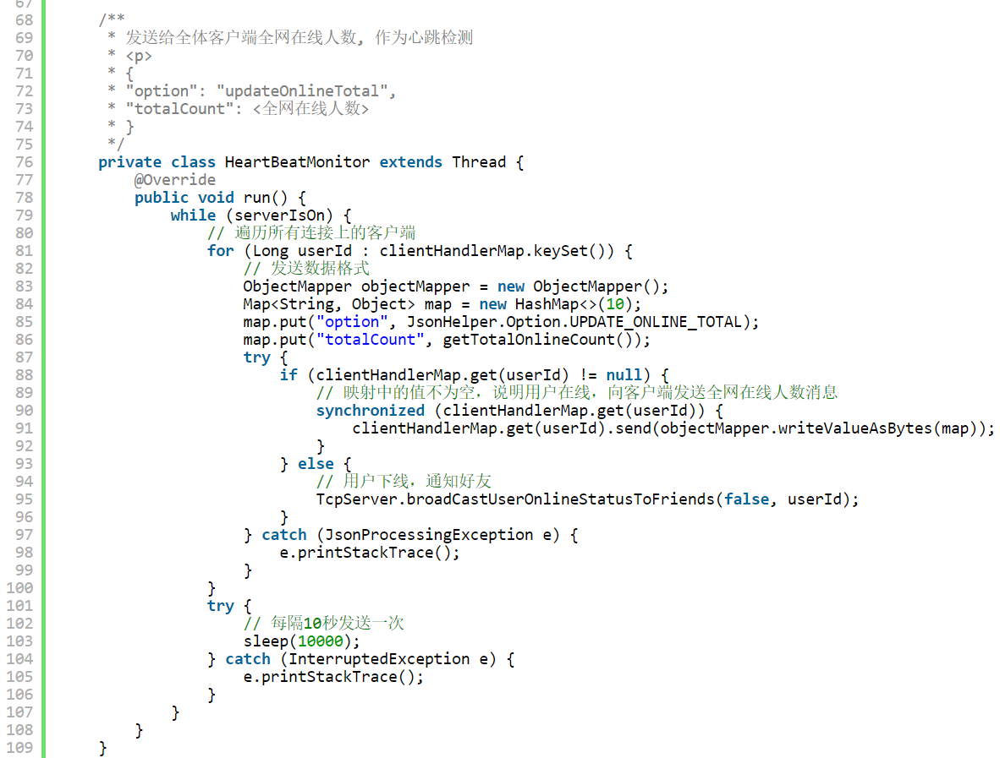 67
68 /**
69 * 发送给全体客户端全网在线人数, 作为心跳检测
70 * <p>
71 * {
72 * "option": "updateOnlineTotal",
73 * "totalCount": <全网在线人数>
74 * }
75 */
76 private class HeartBeatMonitor extends Thread {
77 @Override
78 public void run() {
79 while (serverIsOn) {
80 // 遍历所有连接上的客户端
81 for (Long userId : clientHandlerMap.keySet()) {
82 // 发送数据格式
83 ObjectMapper objectMapper = new ObjectMapper();
84 Map<String, Object> map = new HashMap<>(10);
85 map.put("option", JsonHelper.Option.UPDATE_ONLINE_TOTAL);
86 map.put("totalCount", getTotalOnlineCount());
87 try {
88 if (clientHandlerMap.get(userId) != null) {
89 // 映射中的值不为空，说明用户在线，向客户端发送全网在线人数消息
90 synchronized (clientHandlerMap.get(userId)) {
91 clientHandlerMap.get(userId).send(objectMapper.writeValueAsBytes(map));
92 }
93 } else {
94 // 用户下线，通知好友
95 TcpServer.broadCastUserOnlineStatusToFriends(false, userId);
96 }
97 } catch (JsonProcessingException e) {
98 e.printStackTrace();
99 }
100 }
101 try {
102 // 每隔10秒发送一次
103 sleep(10000);
104 } catch (InterruptedException e) {
105 e.printStackTrace();
106 }
107 }
108 }
109 }